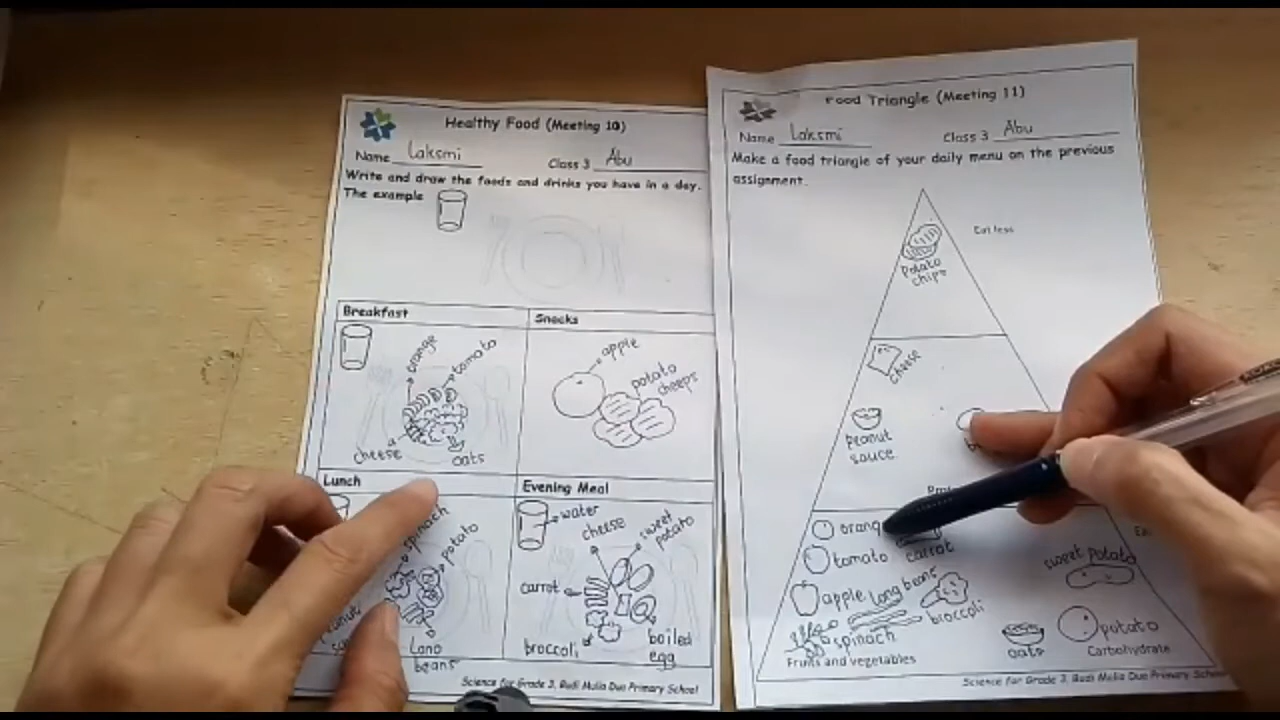 Healthy Food (Meeting 10)
Name Laksmi Class 3 Abu
Write and draw the foods and drinks you have in a day.
The example
Breakfast
orange
tomato
cheese
oats
Snacks
apple
potato
cheeps
Lunch
spinach
potato
Long
beans
Evening Meal
water
cheese
sweet
potato
carrot
broccoli
boiled
egg
Science for Grade 3, Budi Mulia Dua Primary School
Food Triangle (Meeting 11)
Name Laksmi Class 3 Abu
Make a food triangle of your daily menu on the previous
assignment.
Eat less
Potato
chips
cheese
Peanut
sauce
tomato carrot
sweet potato
apple Long beans
broccoli
spinach
oats
potato
Fruits and vegetables
Carbohydrate
Science for Grade 3, Budi Mulia Dua Primary School